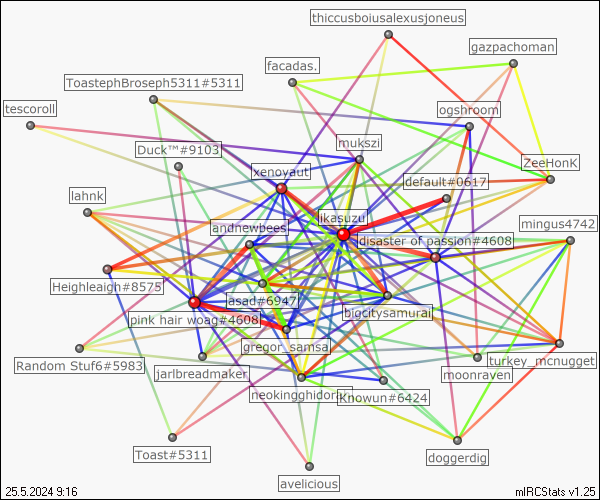 thiccusboiusalexusjoneus
gazpachoman
facadas.
ToastephBroseph5311#5311
tescoroll
ogshroom
mukszi
Duck™#9103
ZeeHonK
xenovaut
default#0617
lahnk
likasuzu
mingus4742
andnewbees
disaster of passion#4608
Heighleigh#8575
asad#6947
bigcitysamurai
pink hair woag#4608
gregor_samsa
turkey_mcnugget
Random Stuf6#5983
jarlbreadmaker
moonraven
neokingghidorah
Knowun#6424
Toast#5311
doggerdig
avelicious
25.5.2024 9:16
mIRCStats v1.25